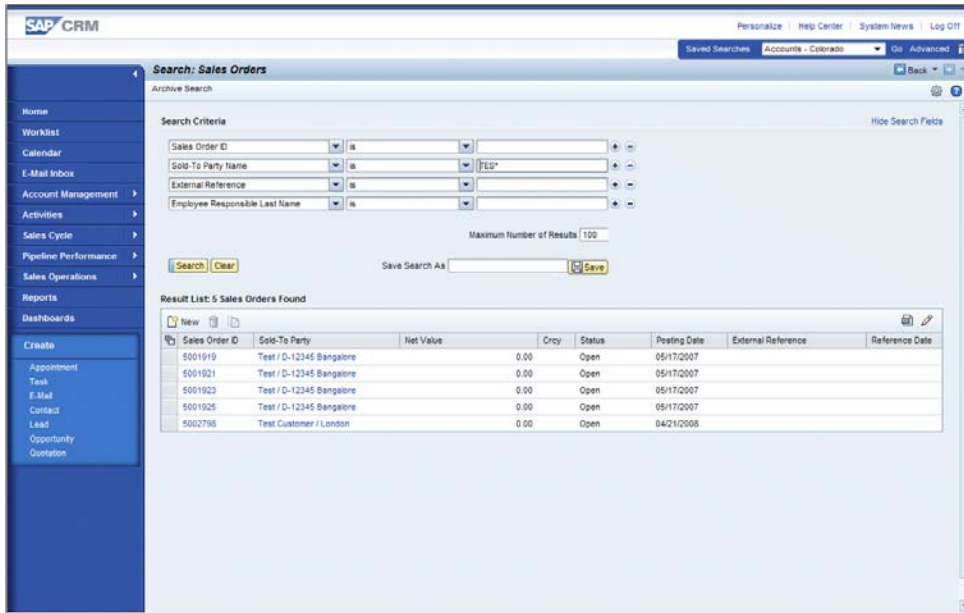 SAP CRM
Personalize Help Center System News Log Off
Saved Searches Accounts - Colorado Go Advanced
Search: Sales Orders Back
Archive Search
Home
Worklist
Calendar
E-Mail Inbox
Account Management
Activities
Sales Cycle
Pipeline Performance
Sales Operations
Reports
Dashboards
Create
Appointment
Task
E-Mail
Contact
Lead
Opportunity
Quotation
Search Criteria Hide Search Fields
Sales Order ID is
Sold-To Party Name is TES*
External Reference is
Employee Responsible Last Name is
Maximum Number of Results 100
Search Clear Save Search As Save
Result List: 5 Sales Orders Found
New
Sales Order ID Sold-To Party Net Value Crcy Status Posting Date External Reference Reference Date
5001919 Test / D-12345 Bangalore 0.00 Open 05/17/2007
5001921 Test / D-12345 Bangalore 0.00 Open 05/17/2007
5001923 Test / D-12345 Bangalore 0.00 Open 05/17/2007
5001925 Test / D-12345 Bangalore 0.00 Open 05/17/2007
5002798 Test Customer / London 0.00 Open 04/21/2008